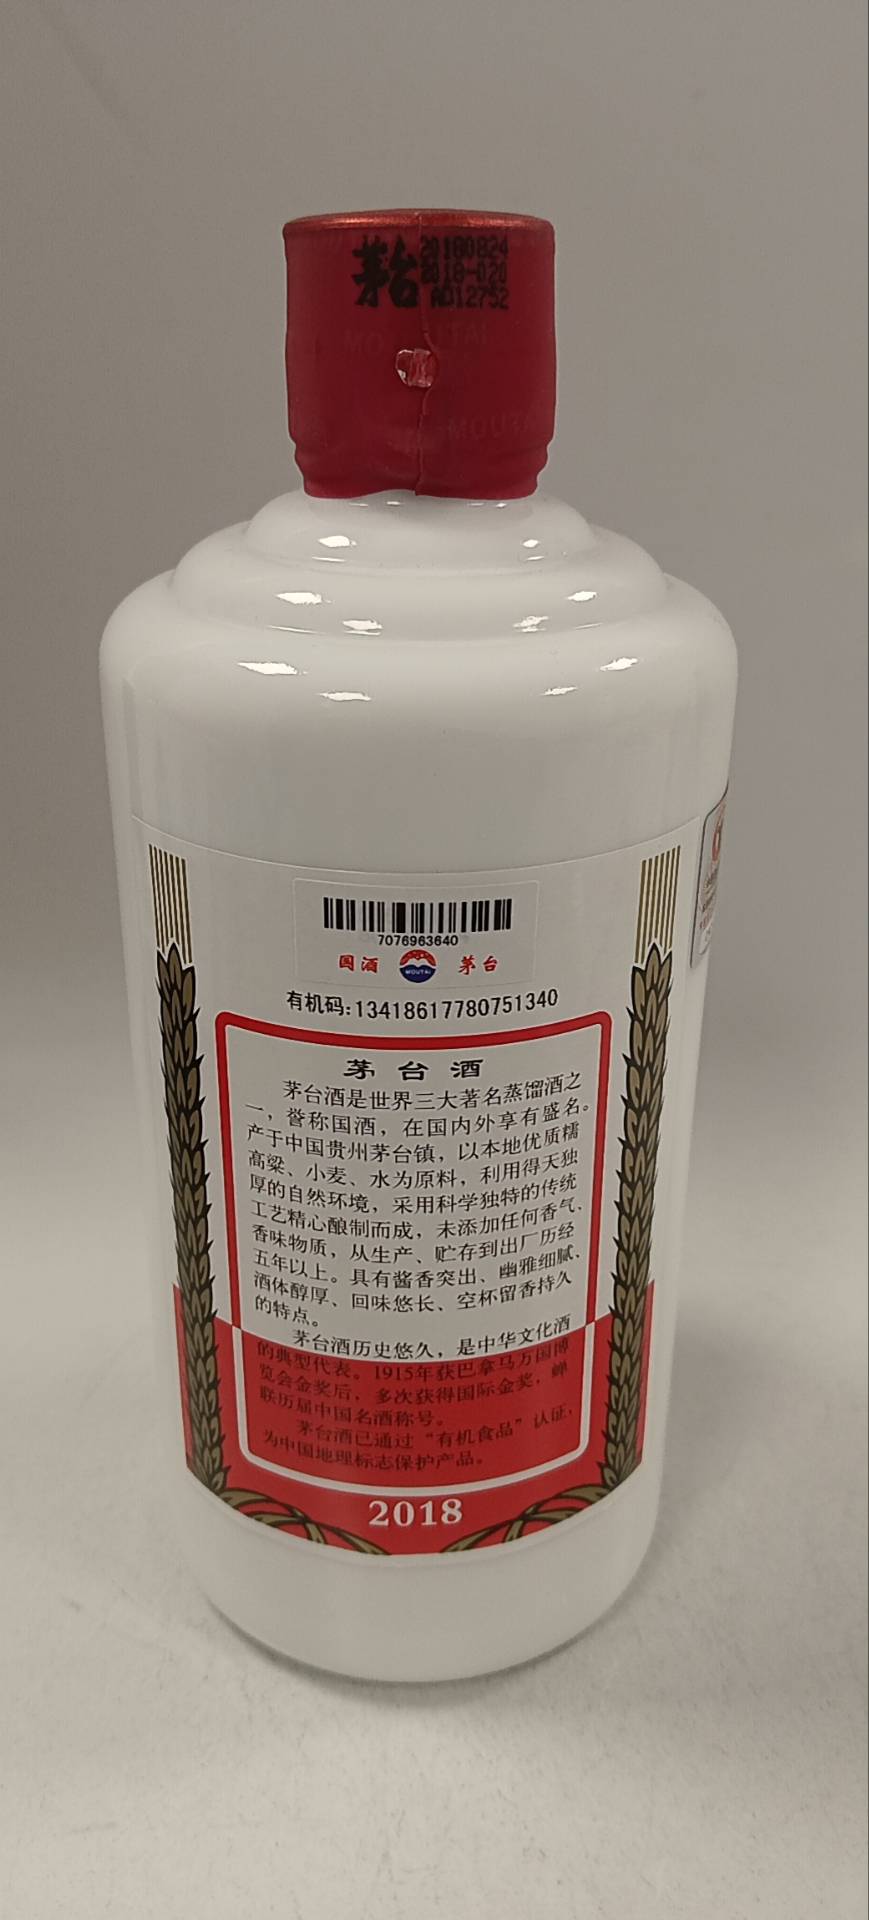 茅台
20180824
2018-020
A012752
MOUTAI
MOUTAI
7076963640
国酒 MOUTAI 茅台
有机码:13418617780751340
茅台酒
茅台酒是世界三大著名蒸馏酒之
一，誉称国酒，在国内外享有盛名。
产于中国贵州茅台镇，以本地优质糯
高粱、小麦、水为原料，利用得天独
厚的自然环境，采用科学独特的传统
工艺精心酿制而成，未添加任何香气、
香味物质，从生产、贮存到出厂历经
五年以上。具有酱香突出、幽雅细腻、
酒体醇厚、回味悠长、空杯留香持久
的特点。
茅台酒历史悠久，是中华文化酒
的典型代表。1915年获巴拿马万国博
览会金奖后，多次获得国际金奖，蝉
联历届中国名酒称号。
茅台酒已通过“有机食品”认证，
为中国地理标志保护产品。
2018